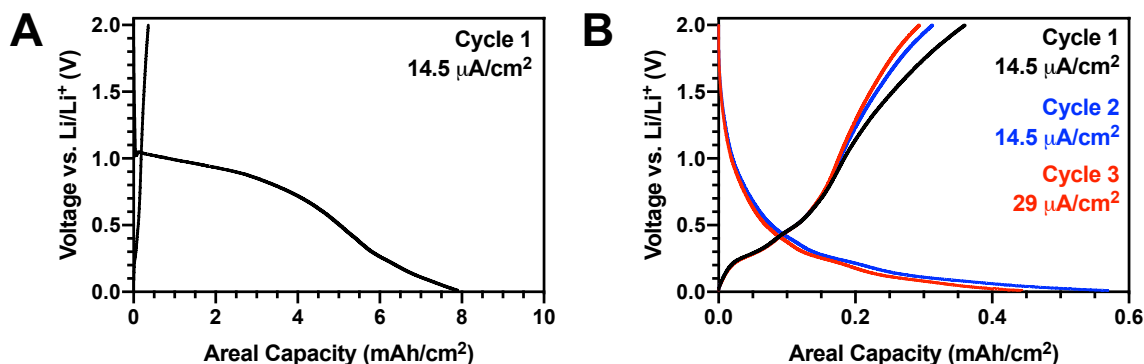 A
Voltage vs. Li/Li⁺ (V)
2.0
1.5
1.0
0.5
0.0
Cycle 1
14.5 μA/cm²
0 2 4 6 8 10
Areal Capacity (mAh/cm²)
B
Voltage vs. Li/Li⁺ (V)
2.0
1.5
1.0
0.5
0.0
Cycle 1
14.5 μA/cm²
Cycle 2
14.5 μA/cm²
Cycle 3
29 μA/cm²
0.0 0.2 0.4 0.6
Areal Capacity (mAh/cm²)